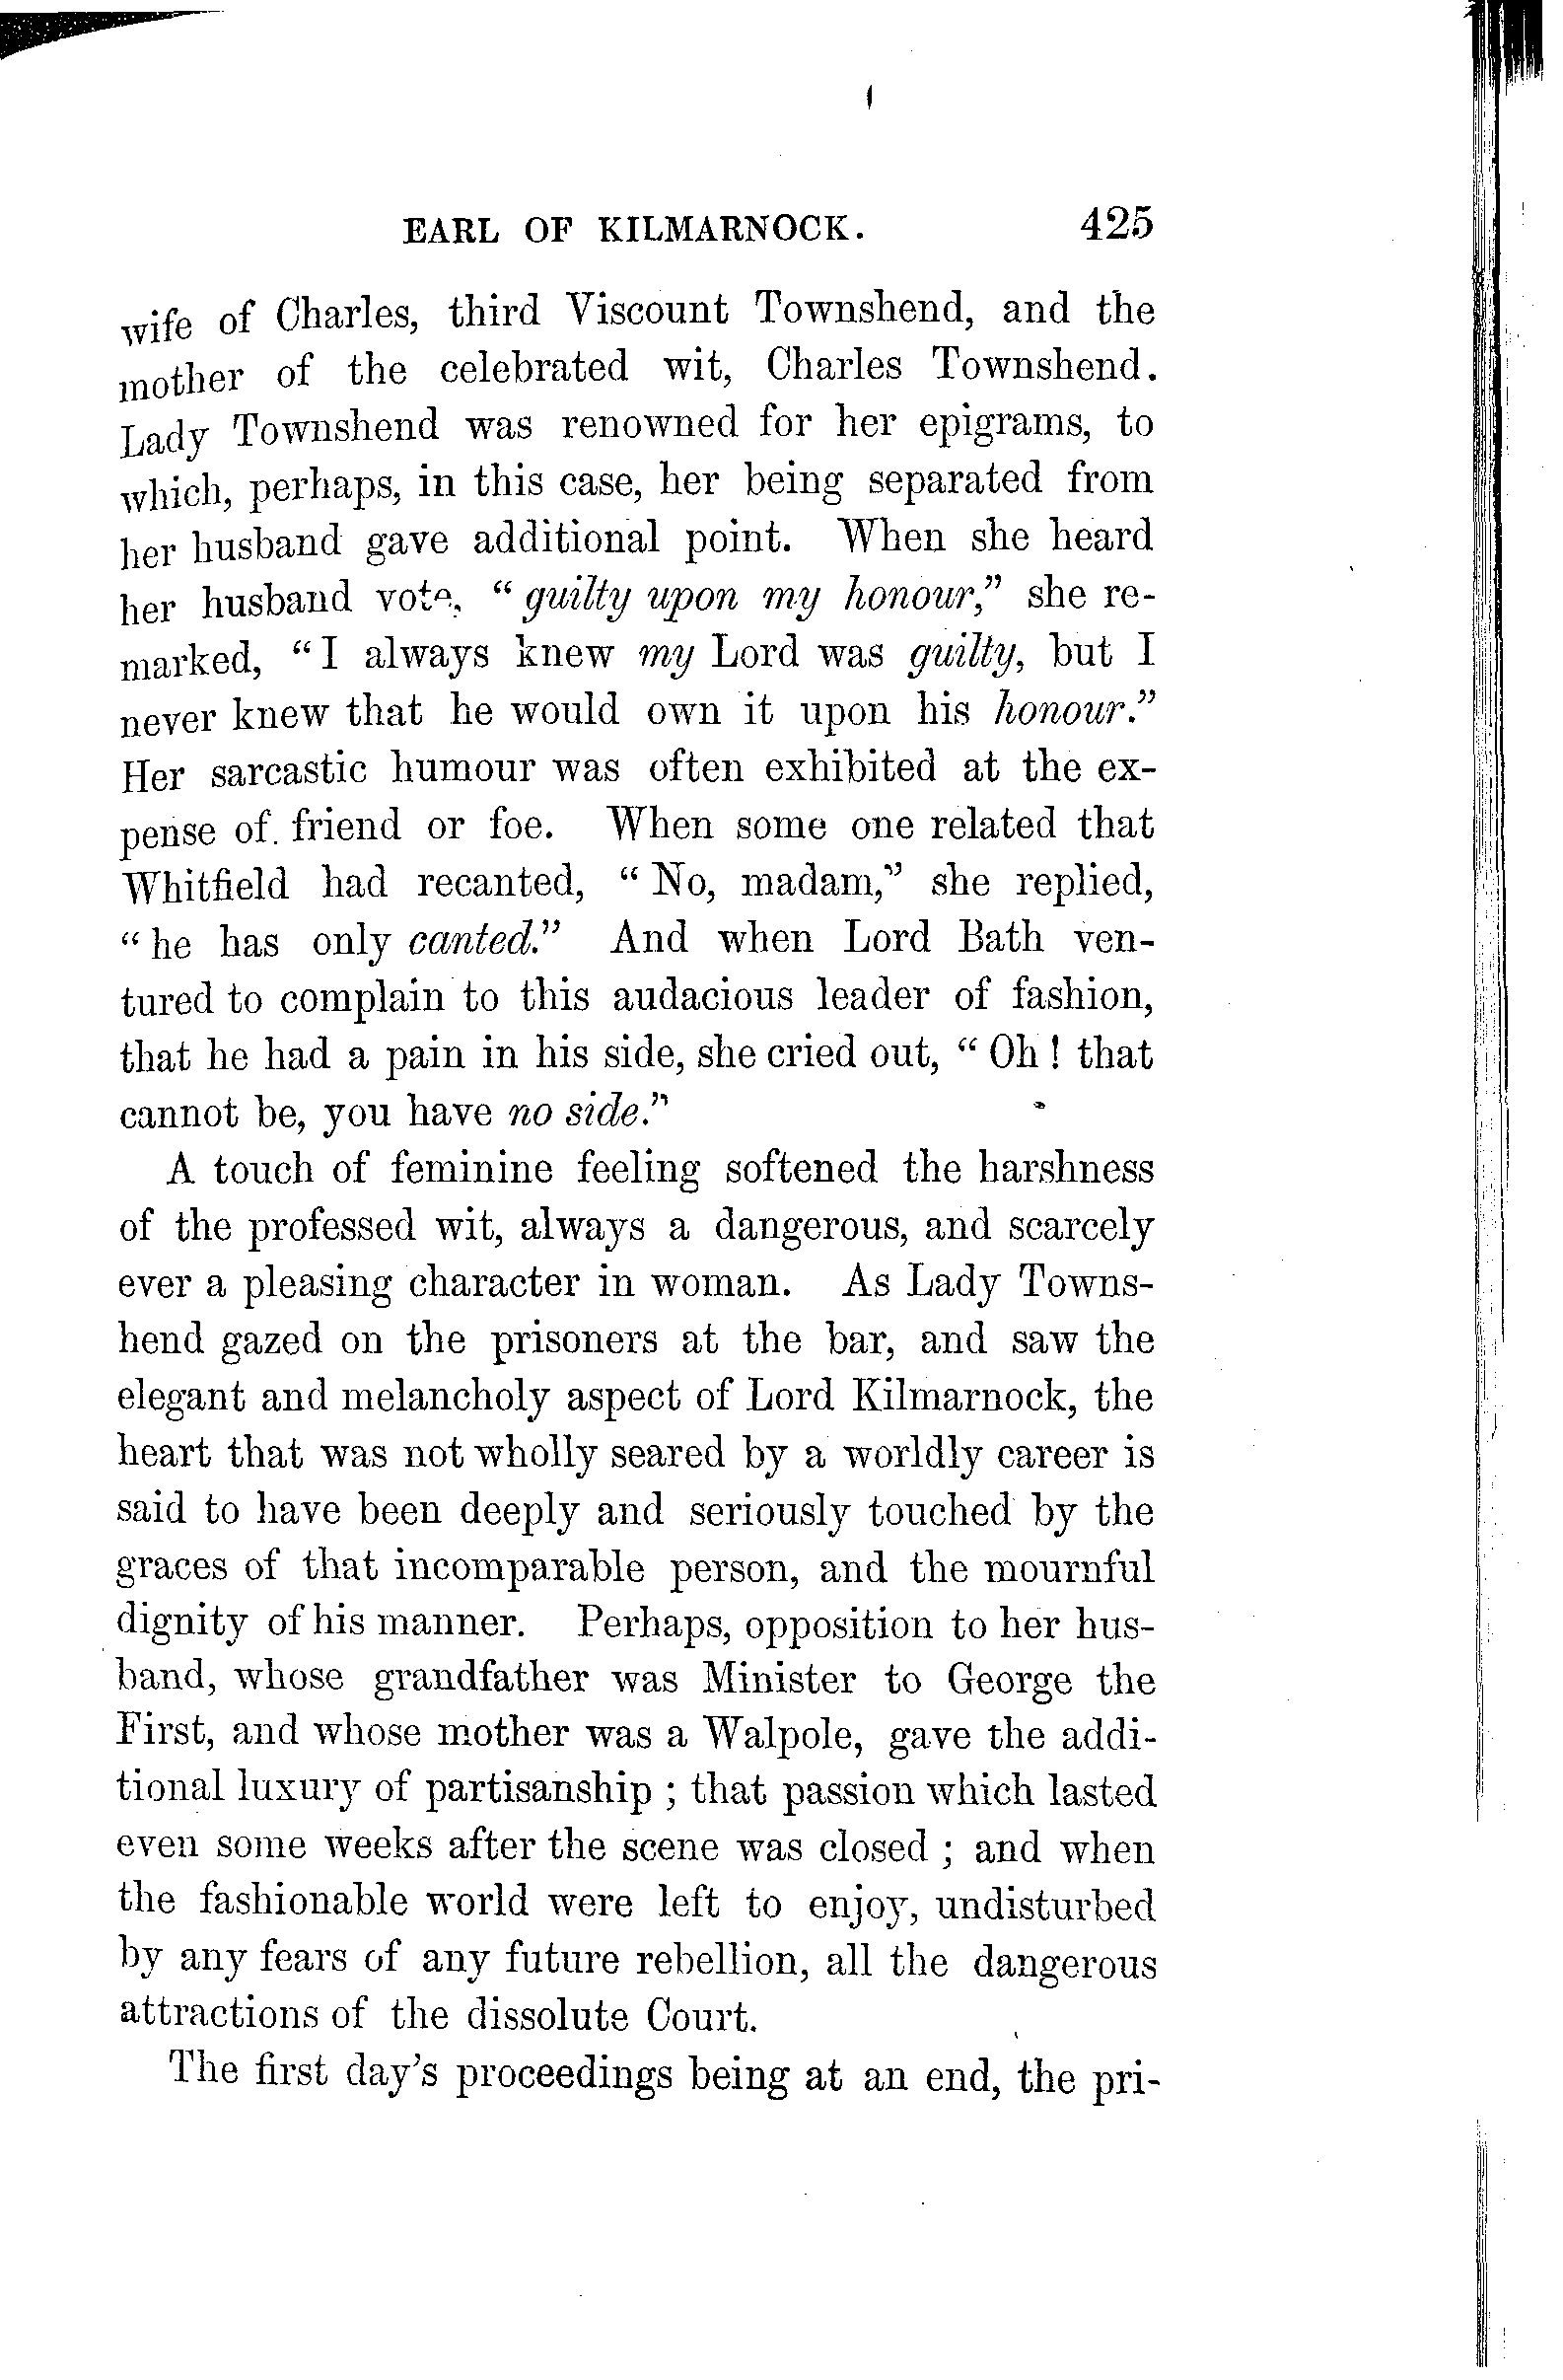 EARL OF KILMARNOCK. 425
wife of Charles, third Viscount Townshend, and the
mother of the celebrated wit, Charles Townshend.
Lady Townshend was renowned for her epigrams, to
which, perhaps, in this case, her being separated from
her husband gave additional point. When she heard
her husband vote, "guilty upon my honour," she re-
marked, "I always knew my Lord was guilty, but I
never knew that he would own it upon his honour."
Her sarcastic humour was often exhibited at the ex-
pense of friend or foe. When some one related that
Whitfield had recanted, "No, madam," she replied,
"he has only canted." And when Lord Bath ven-
tured to complain to this audacious leader of fashion,
that he had a pain in his side, she cried out, "Oh! that
cannot be, you have no side."
A touch of feminine feeling softened the harshness
of the professed wit, always a dangerous, and scarcely
ever a pleasing character in woman. As Lady Towns-
hend gazed on the prisoners at the bar, and saw the
elegant and melancholy aspect of Lord Kilmarnock, the
heart that was not wholly seared by a worldly career is
said to have been deeply and seriously touched by the
graces of that incomparable person, and the mournful
dignity of his manner. Perhaps, opposition to her hus-
band, whose grandfather was Minister to George the
First, and whose mother was a Walpole, gave the addi-
tional luxury of partisanship; that passion which lasted
even some weeks after the scene was closed; and when
the fashionable world were left to enjoy, undisturbed
by any fears of any future rebellion, all the dangerous
attractions of the dissolute Court.
The first day's proceedings being at an end, the pri-